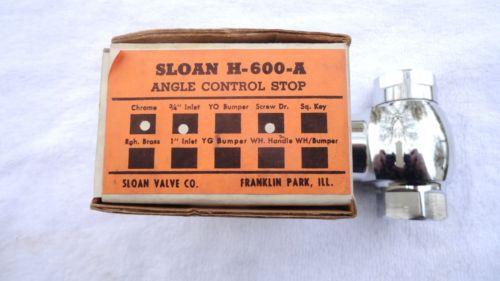 SLOAN H-600-A
ANGLE CONTROL STOP
Chrome ¾" Inlet YO Bumper Screw Dr. Sq. Key
Rgh. Brass 1" Inlet YG Bumper WH. Handle WH/Bumper
SLOAN VALVE CO. FRANKLIN PARK, ILL.